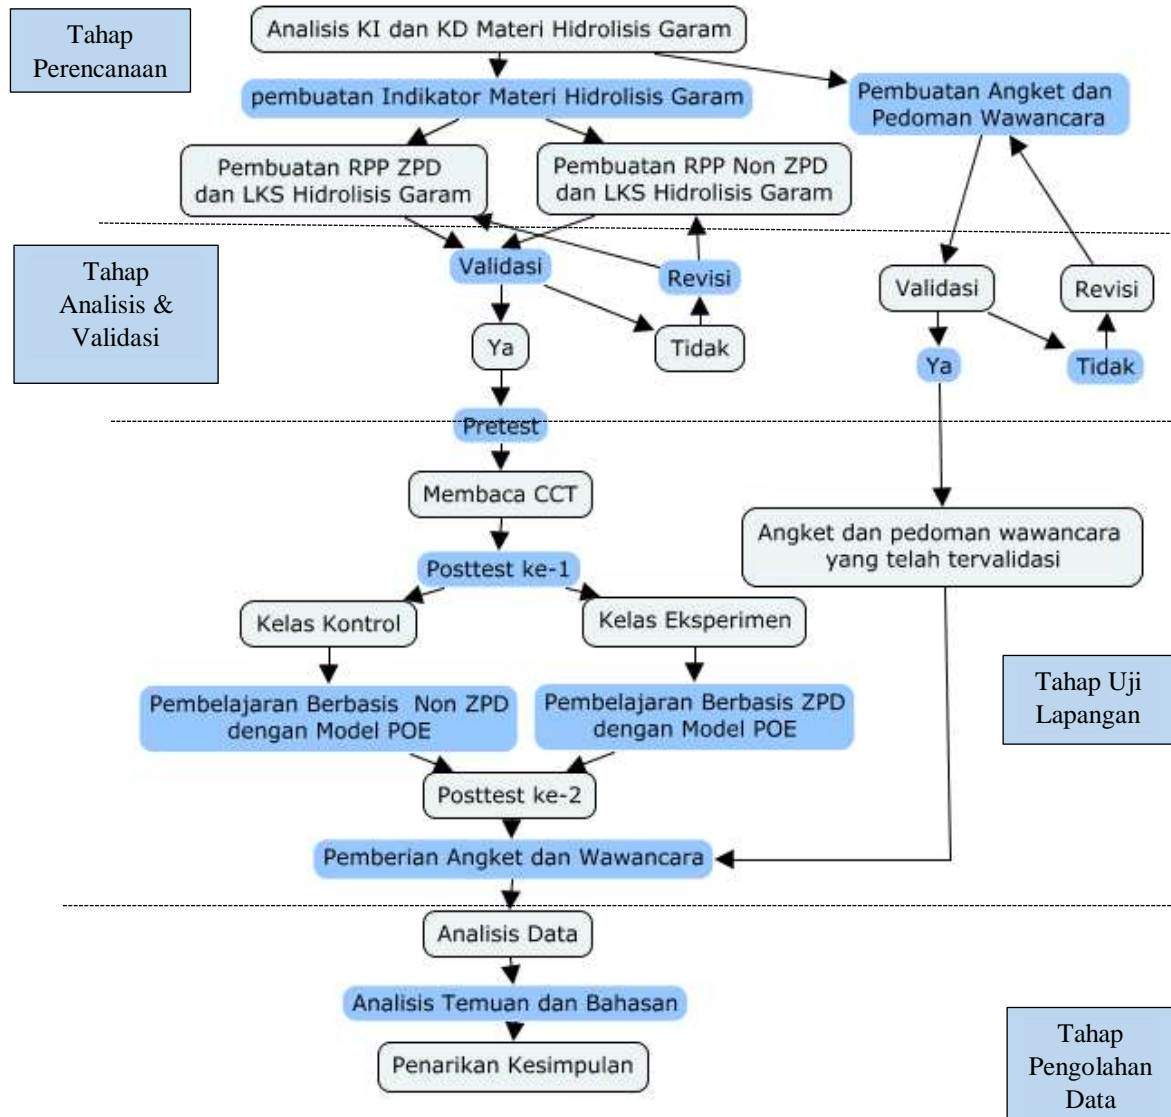 Tahap
Perencanaan
Analisis KI dan KD Materi Hidrolisis Garam
pembuatan Indikator Materi Hidrolisis Garam
Pembuatan Angket dan
Pedoman Wawancara
Pembuatan RPP ZPD
dan LKS Hidrolisis Garam
Pembuatan RPP Non ZPD
dan LKS Hidrolisis Garam
Tahap
Analisis &
Validasi
Validasi
Revisi
Validasi
Revisi
Ya
Tidak
Ya
Tidak
Pretest
Membaca CCT
Angket dan pedoman wawancara
yang telah tervalidasi
Posttest ke-1
Kelas Kontrol
Kelas Eksperimen
Tahap Uji
Lapangan
Pembelajaran Berbasis  Non ZPD
dengan Model POE
Pembelajaran Berbasis ZPD
dengan Model POE
Posttest ke-2
Pemberian Angket dan Wawancara
Analisis Data
Analisis Temuan dan Bahasan
Penarikan Kesimpulan
Tahap
Pengolahan
Data